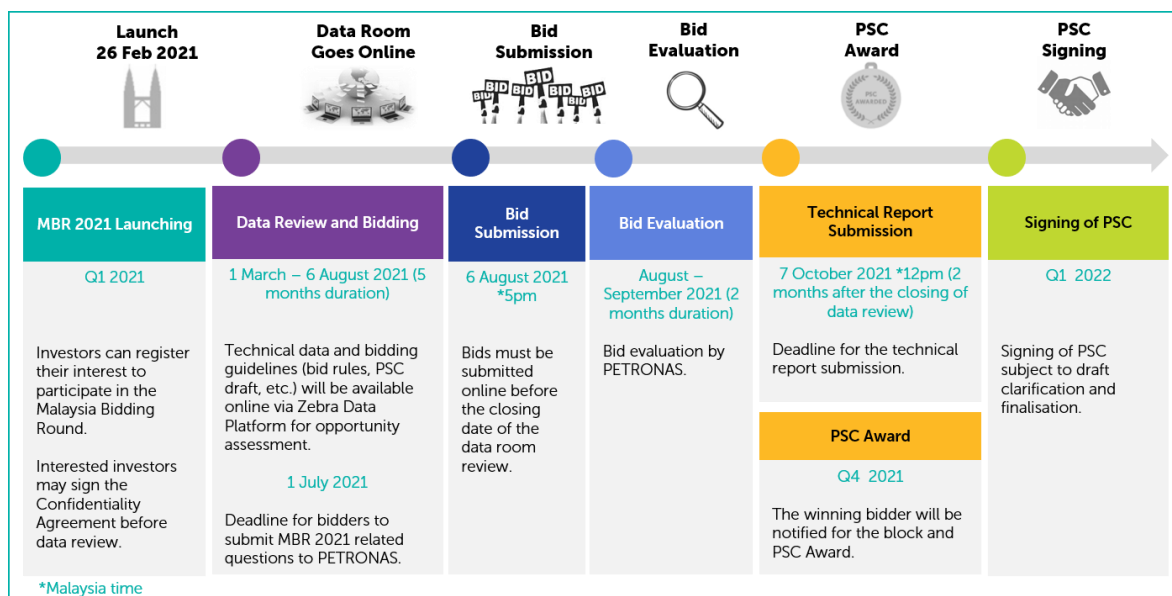 Launch
26 Feb 2021
Data Room
Goes Online
Bid
Submission
Bid
Evaluation
PSC
Award
PSC
Signing
BID
BID
BID
BID
BID
BID
BID
PSC
AWARDED
MBR 2021 Launching
Q1 2021
Investors can register
their interest to
participate in the
Malaysia Bidding
Round.
Interested investors
may sign the
Confidentiality
Agreement before
data review.
Data Review and Bidding
1 March – 6 August 2021 (5
months duration)
Technical data and bidding
guidelines (bid rules, PSC
draft, etc.) will be available
online via Zebra Data
Platform for opportunity
assessment.
1 July 2021
Deadline for bidders to
submit MBR 2021 related
questions to PETRONAS.
Bid
Submission
6 August 2021
*5pm
Bids must be
submitted
online before
the closing
date of the
data room
review.
Bid Evaluation
August –
September 2021 (2
months duration)
Bid evaluation by
PETRONAS.
Technical Report
Submission
7 October 2021 *12pm (2
months after the closing of
data review)
Deadline for the technical
report submission.
PSC Award
Q4 2021
The winning bidder will be
notified for the block and
PSC Award.
Signing of PSC
Q1 2022
Signing of PSC
subject to draft
clarification and
finalisation.
*Malaysia time